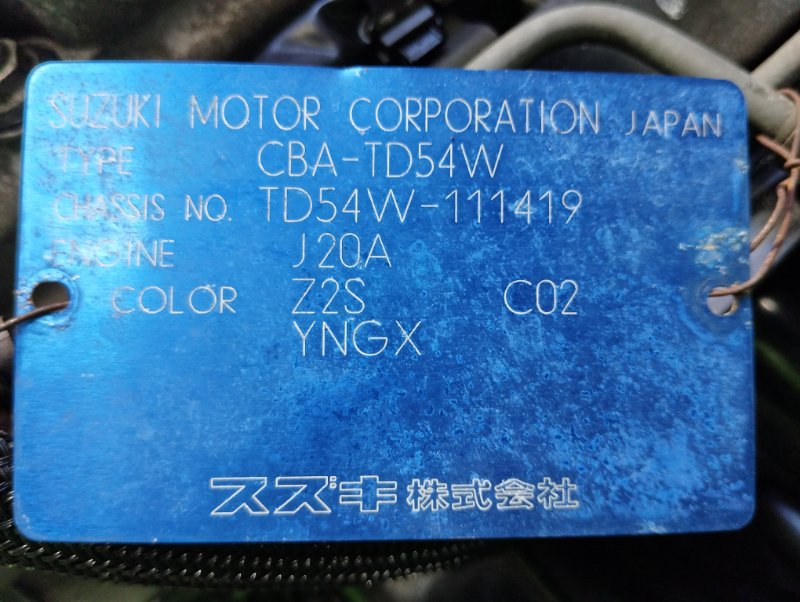 SUZUKI MOTOR CORPORATION JAPAN
TYPE CBA-TD54W
CHASSIS NO. TD54W-111419
ENGINE J20A
COLOR Z2S C02
YNGX
スズキ株式会社